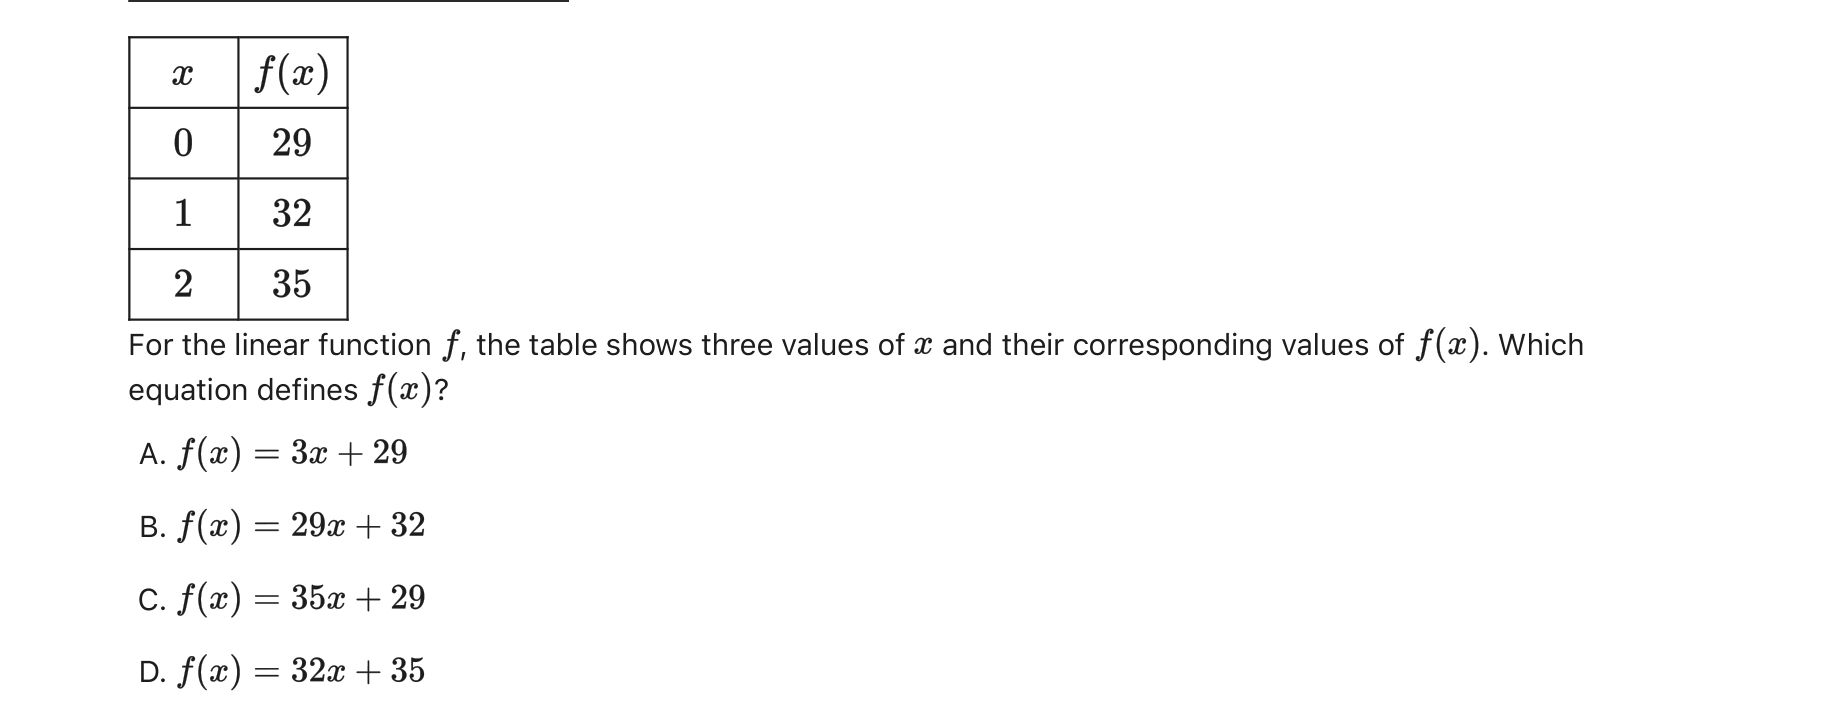 x f(x)
0 29
1 32
2 35
For the linear function f, the table shows three values of x and their corresponding values of f(x). Which
equation defines f(x)?
A. f(x) = 3x + 29
B. f(x) = 29x + 32
C. f(x) = 35x + 29
D. f(x) = 32x + 35